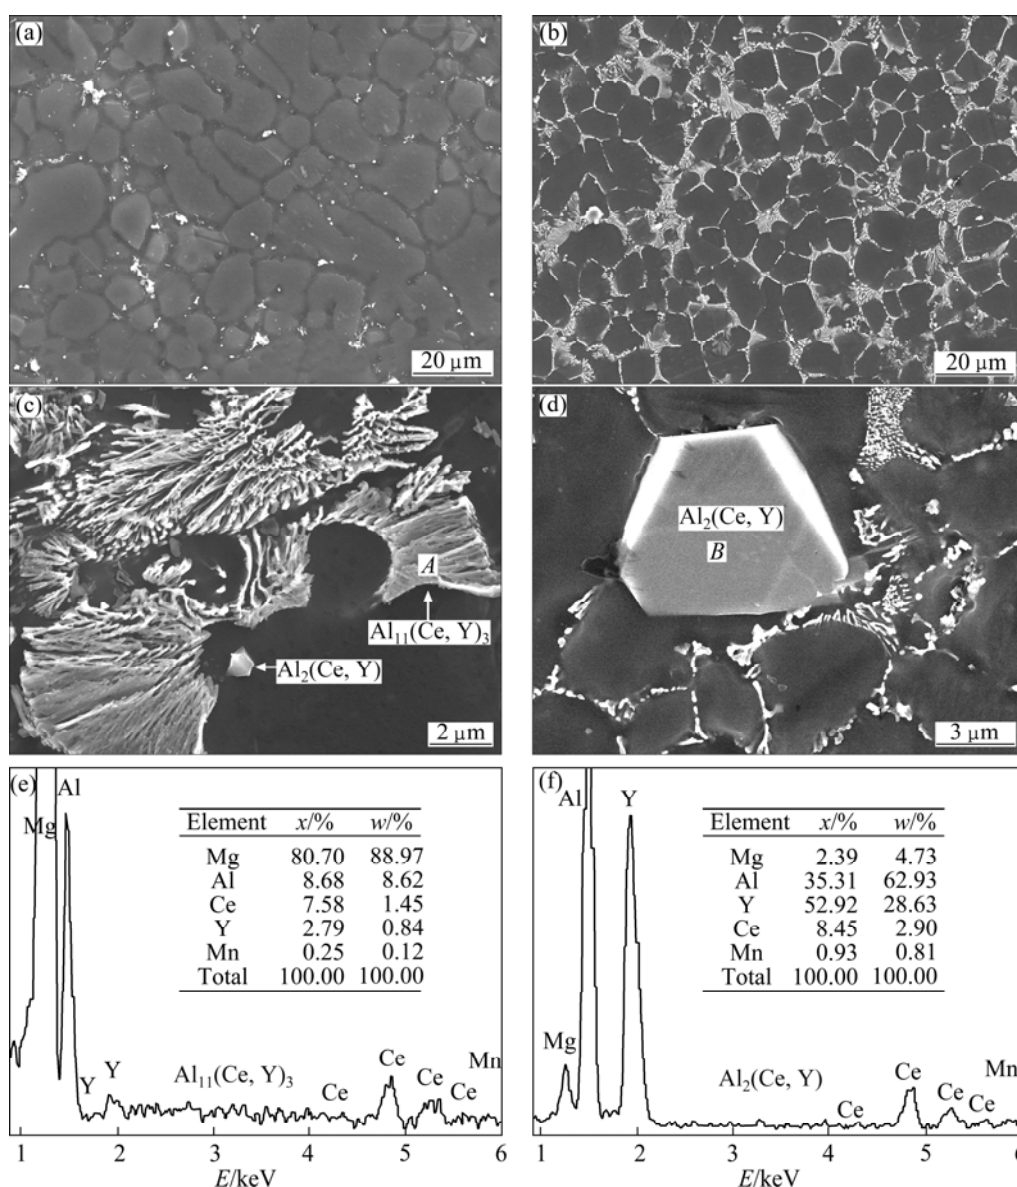 (a)
20 μm
(b)
20 μm
(c)
A
Al11(Ce, Y)3
Al2(Ce, Y)
2 μm
(d)
Al2(Ce, Y)
B
3 μm
(e)
Al
Mg
Element x/% w/%
Mg 80.70 88.97
Al 8.68 8.62
Ce 7.58 1.45
Y 2.79 0.84
Mn 0.25 0.12
Total 100.00 100.00
Y
Y
Al11(Ce, Y)3
Ce
Ce
Ce
Ce
Mn
1 2 3 4 5 6
E/keV
(f)
Al
Y
Element x/% w/%
Mg 2.39 4.73
Al 35.31 62.93
Y 52.92 28.63
Ce 8.45 2.90
Mn 0.93 0.81
Total 100.00 100.00
Mg
Al2(Ce, Y)
Ce
Ce
Ce
Ce
Mn
1 2 3 4 5 6
E/keV